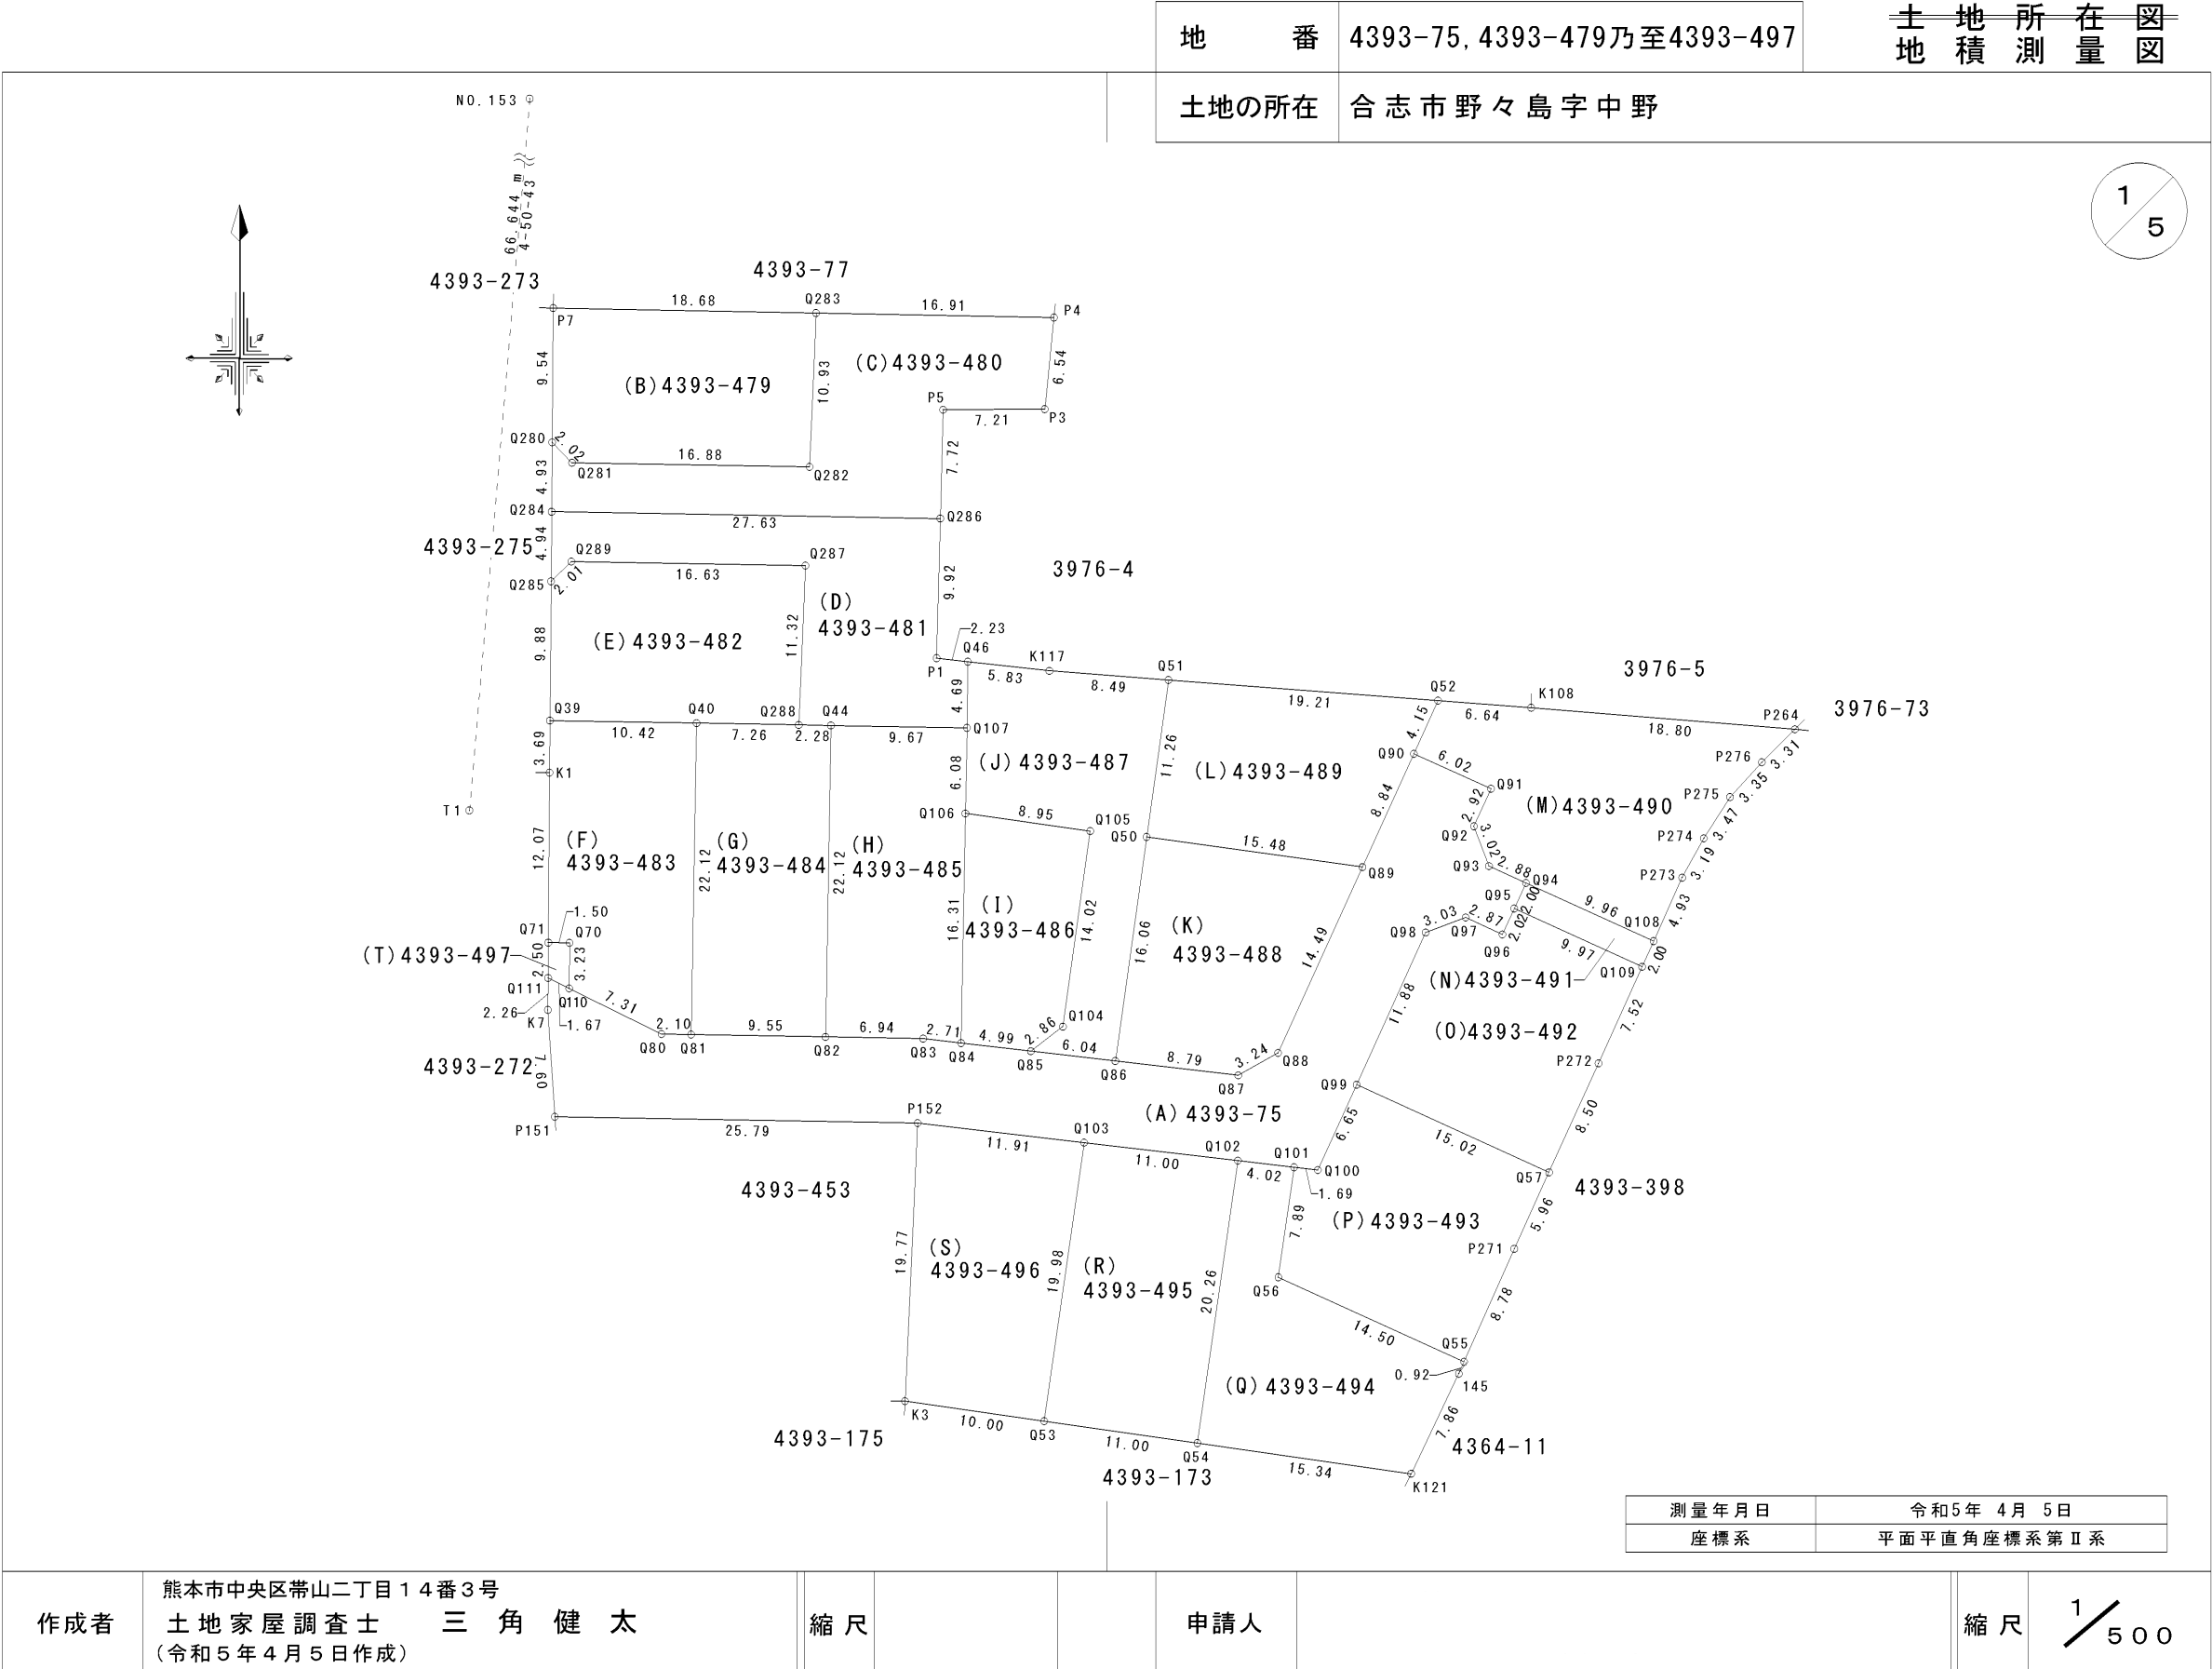 地 番 4393-75, 4393-479乃至4393-497
土地所在図
地積測量図
土地の所在 合志市野々島字中野
1/5
NO.153
66.644 m
4-50-43
4393-273
4393-77
P7
18.68
Q283
16.91
P4
9.54
(B)4393-479
10.93
(C)4393-480
6.54
P5
7.21
P3
Q280
2.02
Q281
16.88
Q282
7.72
4.93
Q284
27.63
Q286
4393-275
4.94
Q289
Q287
Q285
2.01
16.63
3976-4
9.92
(D)
4393-481
(E)4393-482
11.32
9.88
2.23
P1
Q46
5.83
K117
8.49
Q51
19.21
Q52
6.64
K108
18.80
P264
3976-5
3976-73
4.69
Q39
10.42
Q40
7.26
Q288
2.28
Q44
9.67
Q107
3.69
K1
T1
6.08
(J)4393-487
11.26
(L)4393-489
4.15
Q90
6.02
Q91
2.92
(M)4393-490
P276
3.31
P275
3.35
P274
3.47
P273
3.19
4.93
Q106
8.95
Q105
Q50
15.48
Q89
8.84
Q92
3.02
Q93
2.88
Q94
9.96
Q108
2.00
Q95
2.00
12.07
(F)
4393-483
22.12
(G)
4393-484
22.12
(H)
4393-485
16.31
(I)
4393-486
14.02
16.06
(K)
4393-488
14.49
Q98
3.03
Q97
2.87
Q96
2.02
9.97
Q109
(N)4393-491
1.50
Q71
Q70
(T)4393-497
2.50
3.23
Q111
Q110
7.31
2.26
K7
1.67
2.10
Q80
Q81
9.55
Q82
6.94
Q83
2.71
Q84
4.99
2.86
Q104
Q85
6.04
Q86
8.79
Q87
3.24
Q88
11.88
(O)4393-492
7.52
P272
4393-272
7.60
P151
25.79
P152
11.91
Q103
11.00
Q102
4.02
Q101
Q100
1.69
(A)4393-75
Q99
6.65
15.02
8.50
Q57
4393-398
4393-453
5.96
P271
7.89
(P)4393-493
19.77
(S)
4393-496
19.98
(R)
4393-495
20.26
Q56
14.50
8.78
Q55
0.92
145
(Q)4393-494
7.86
4364-11
K3
10.00
Q53
11.00
Q54
15.34
K121
4393-175
4393-173
測量年月日 令和5年 4月 5日
座標系 平面平直角座標系第Ⅱ系
作成者
熊本市中央区帯山二丁目14番3号
土地家屋調査士 三角健太
(令和5年4月5日作成)
縮尺
申請人
縮尺 1/500